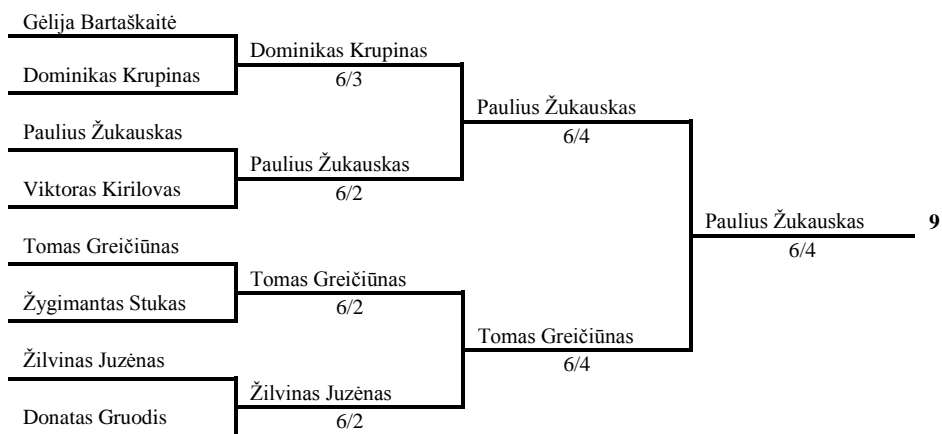 Gėlija Bartaškaitė
Dominikas Krupinas
Dominikas Krupinas
6/3
Paulius Žukauskas
6/4
Paulius Žukauskas
Paulius Žukauskas
6/2
Viktoras Kirilovas
Paulius Žukauskas 9
6/4
Tomas Greičiūnas
Tomas Greičiūnas
6/2
Žygimantas Stukas
Tomas Greičiūnas
6/4
Žilvinas Juzėnas
Žilvinas Juzėnas
6/2
Donatas Gruodis